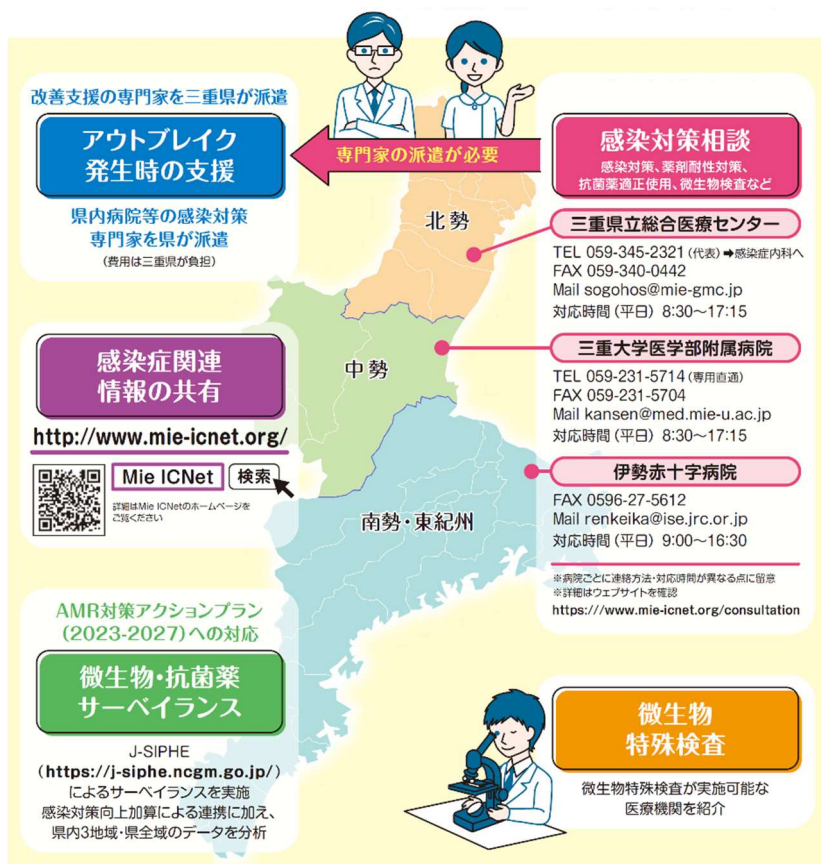 改善支援の専門家を三重県が派遣
アウトブレイク
発生時の支援
県内病院等の感染対策
専門家を県が派遣
(費用は三重県が負担)
専門家の派遣が必要
感染対策相談
感染対策、薬剤耐性対策、
抗菌薬適正使用、微生物検査など
三重県立総合医療センター
TEL 059-345-2321(代表)➡感染症内科へ
FAX 059-340-0442
Mail sogohos@mie-gmc.jp
対応時間(平日) 8:30〜17:15
三重大学医学部附属病院
TEL 059-231-5714(専用直通)
FAX 059-231-5704
Mail kansen@med.mie-u.ac.jp
対応時間(平日) 8:30〜17:15
伊勢赤十字病院
FAX 0596-27-5612
Mail renkeika@ise.jrc.or.jp
対応時間(平日) 9:00〜16:30
※病院ごとに連絡方法・対応時間が異なる点に留意
※詳細はウェブサイトを確認
https:///www.mie-icnet.org/consultation
北勢
中勢
南勢・東紀州
感染症関連
情報の共有
http://www.mie-icnet.org/
Mie ICNet 検索
詳細はMie ICNetのホームページを
ご覧ください
AMR対策アクションプラン
(2023-2027)への対応
微生物・抗菌薬
サーベイランス
J-SIPHE
(https://j-siphe.ncgm.go.jp/)
によるサーベイランスを実施
感染対策向上加算による連携に加え、
県内3地域・県全域のデータを分析
微生物
特殊検査
微生物特殊検査が実施可能な
医療機関を紹介